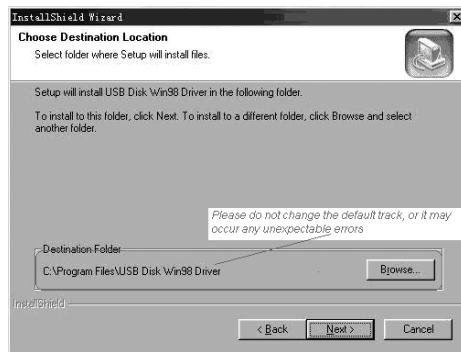 InstallShield Wizard
Choose Destination Location
Select folder where Setup will install files.
Setup will install USB Disk Win98 Driver in the following folder.
To install to this folder, click Next. To install to a different folder, click Browse and select
another folder.
Please do not change the default track, or it may
occur any unexpectable errors
Destination Folder
C:\Program Files\USB Disk Win98 Driver
Browse...
InstallShield
< Back
Next >
Cancel